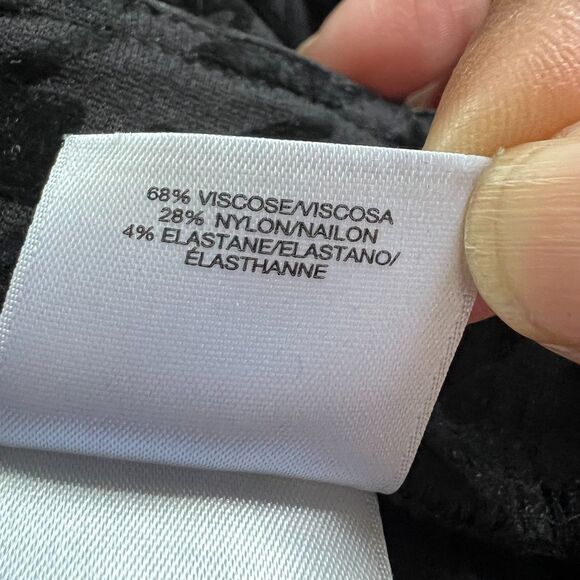 68% VISCOSE/VISCOSA
28% NYLON/NAILON
4% ELASTANE/ELASTANO/
ÉLASTHANNE